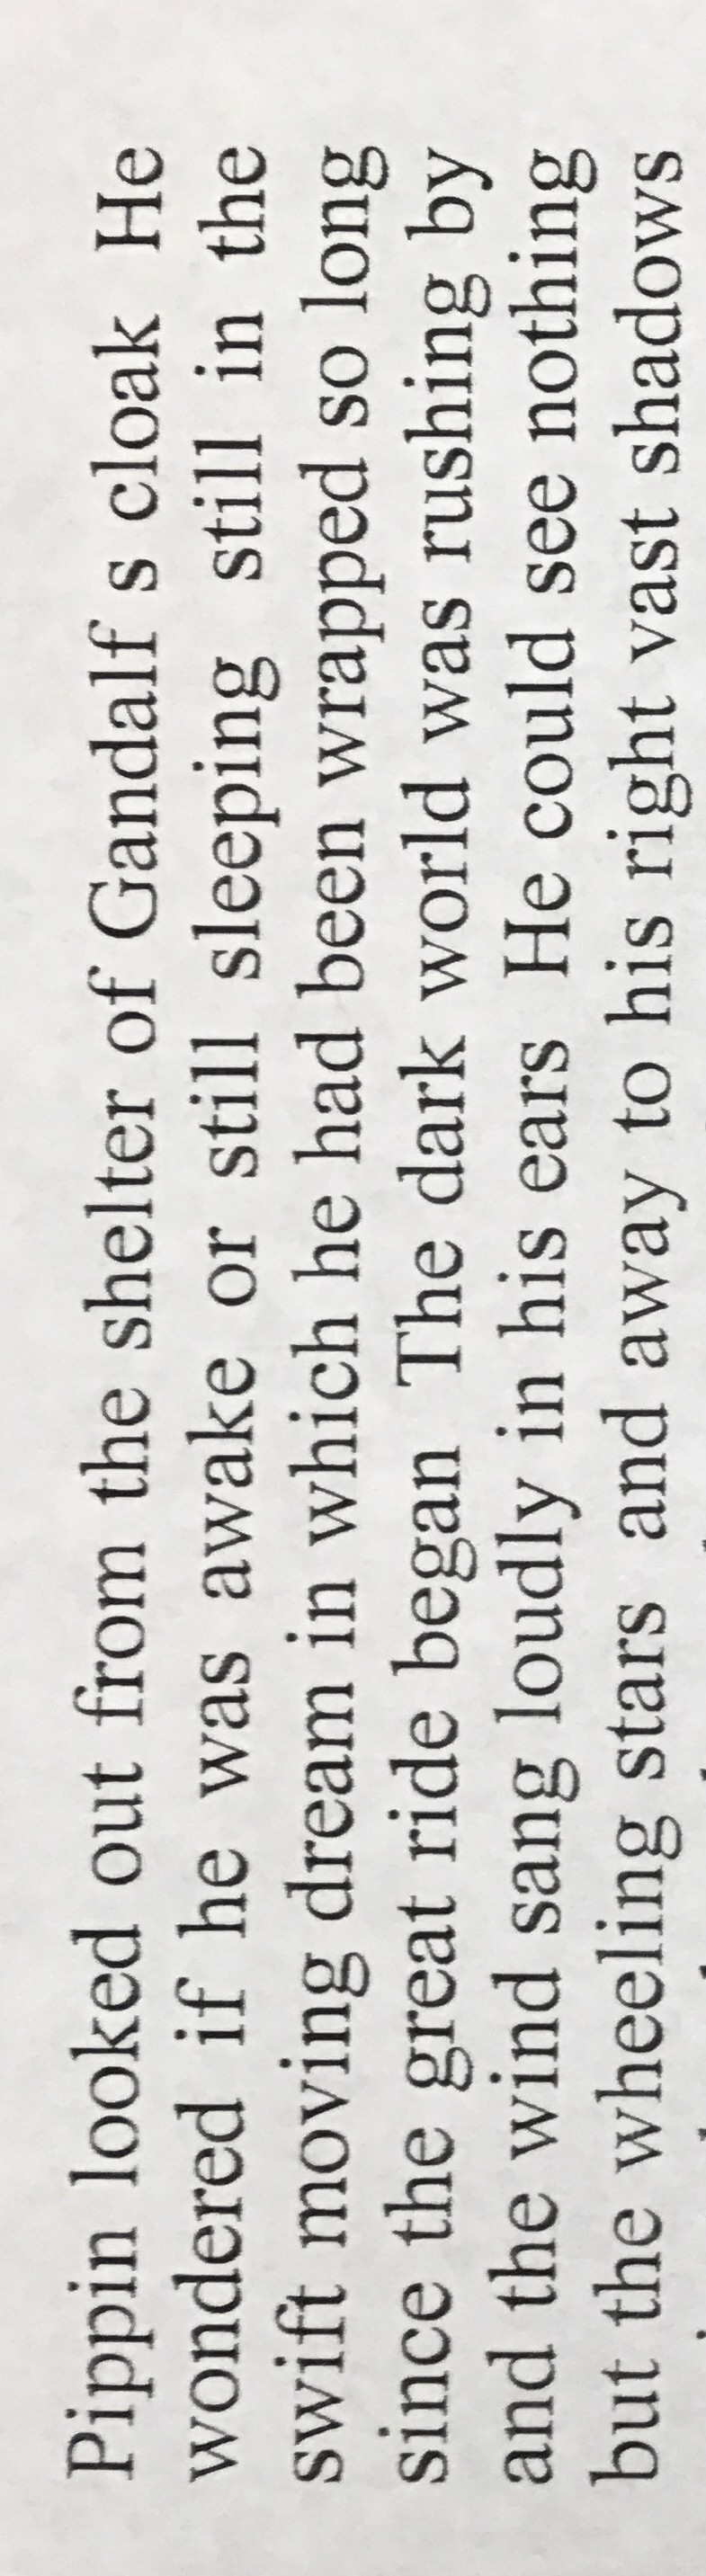 Pippin looked out from the shelter of Gandalf s cloak  He
wondered if he was awake or still sleeping  still in the
swift moving dream in which he had been wrapped so long
since the great ride began  The dark world was rushing by
and the wind sang loudly in his ears  He could see nothing
but the wheeling stars  and away to his right vast shadows